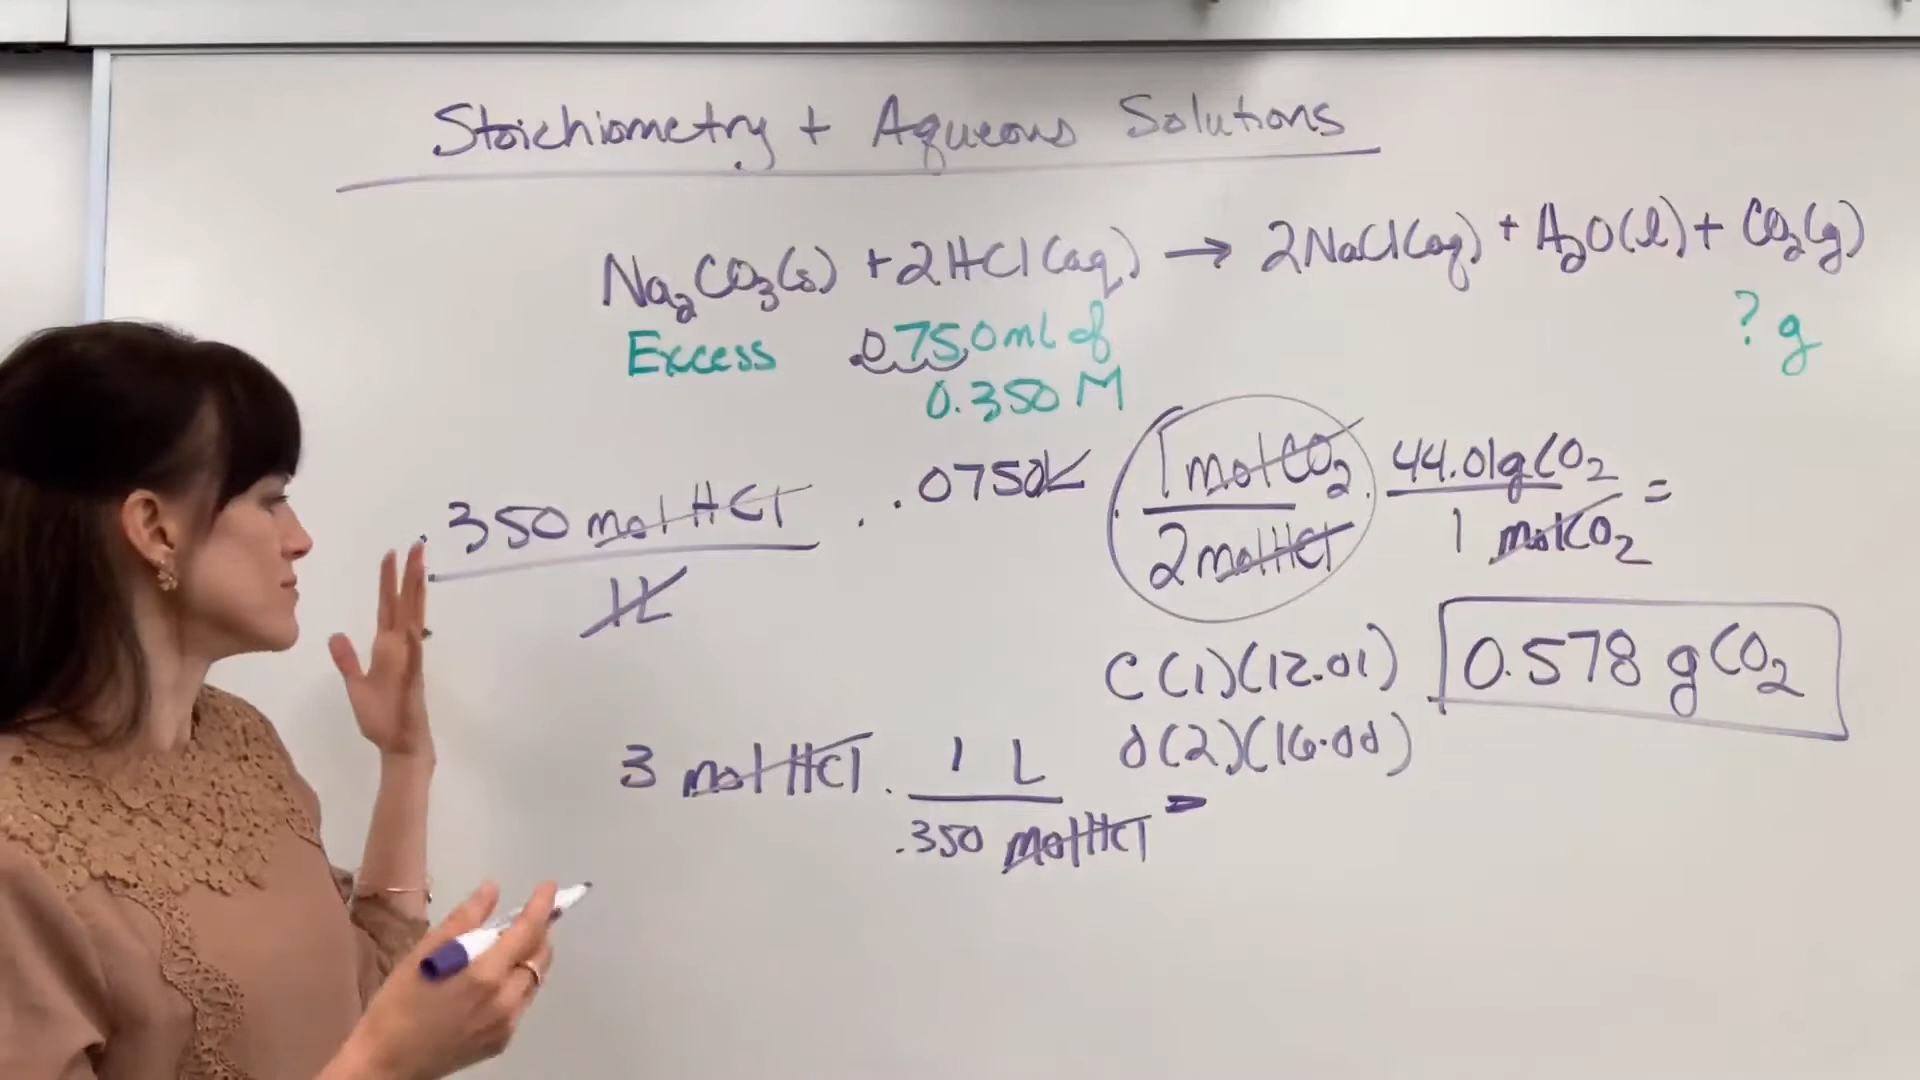 Stoichiometry + Aqueous Solutions
Na₂CO₃(s) + 2HCl(aq) → 2NaCl(aq) + H₂O(l) + CO₂(g)
Excess 075.0mL of ? g
0.350 M
.350 mol HCl . .0750L . 1 mol CO₂ . 44.01g CO₂ =
1L 2 mol HCl 1 mol CO₂
C(1)(12.01) 0.578 g CO₂
O(2)(16.00)
3 mol HCl . 1 L =
.350 mol HCl